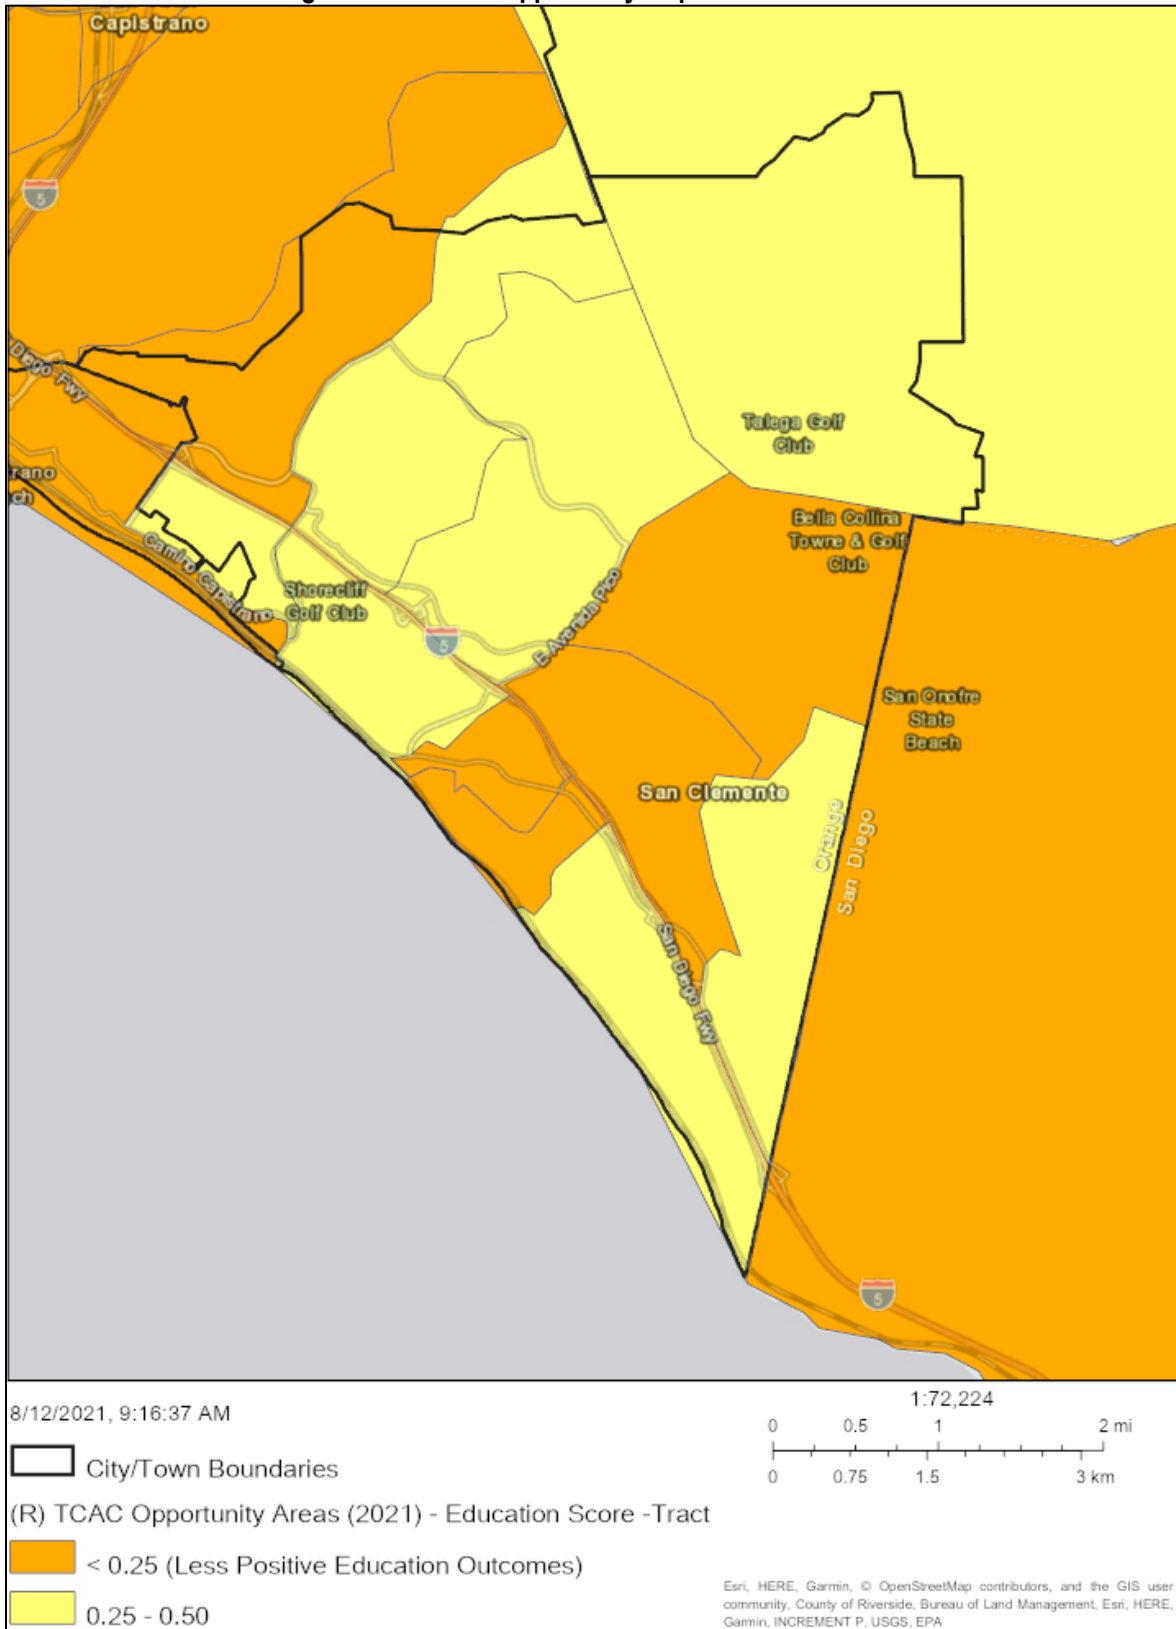 Capistrano
5
Diego Fwy
Talega Golf
Club
rano
ch
Bella Collina
Towne & Golf
Club
Camino Capistrano
Shorecliff
Golf Club
5
E Avenida Pico
San Onofre
State
Beach
San Clemente
Orange
San Diego
San Diego Fwy
5
8/12/2021, 9:16:37 AM
1:72,224
0 0.5 1 2 mi
0 0.75 1.5 3 km
City/Town Boundaries
(R) TCAC Opportunity Areas (2021) - Education Score -Tract
< 0.25 (Less Positive Education Outcomes)
0.25 - 0.50
Esri, HERE, Garmin, © OpenStreetMap contributors, and the GIS user
community, County of Riverside, Bureau of Land Management, Esri, HERE,
Garmin, INCREMENT P, USGS, EPA